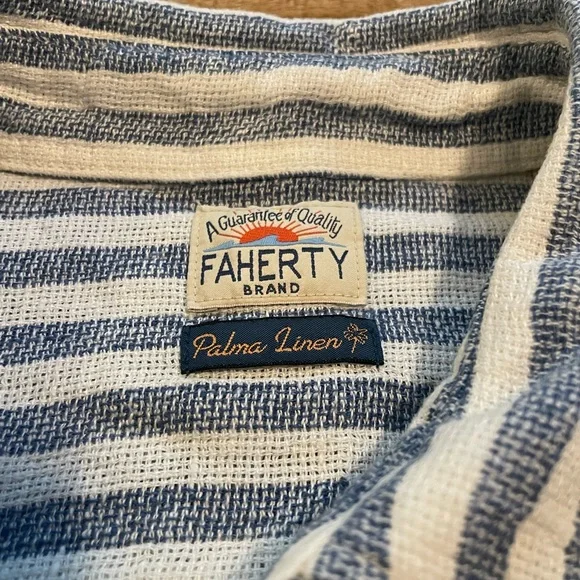 A Guarantee of Quality
FAHERTY
BRAND
Palma Linen